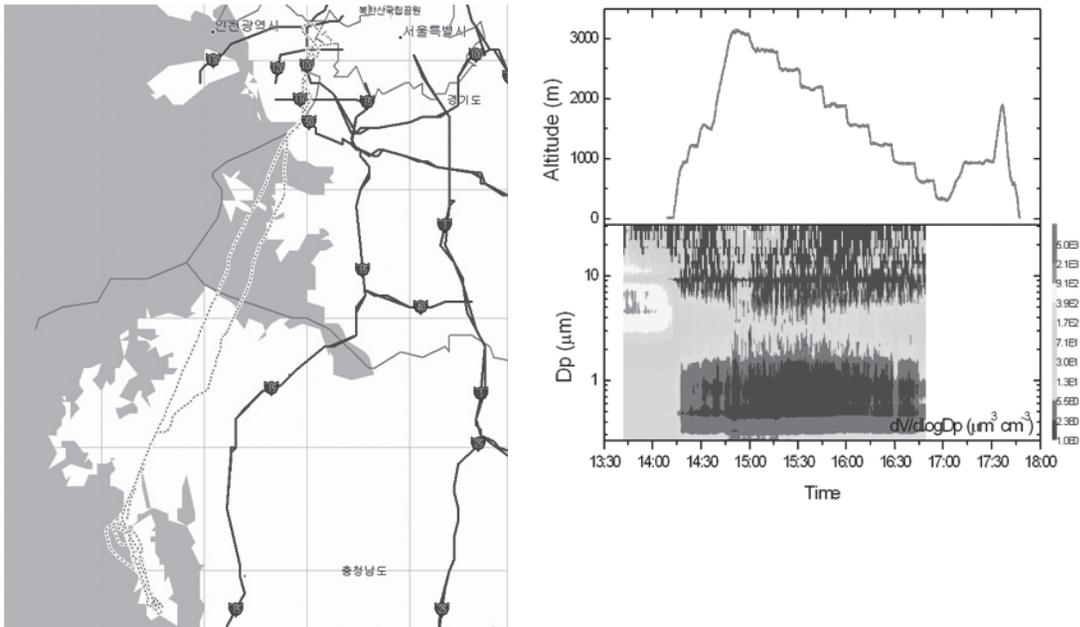 북한산국립공원
인천광역시
서울특별시
경기도
충청남도
Altitude (m)
3000
2000
1000
0
Dp (μm)
10
1
5.0E3
2.1E3
9.1E2
3.9E2
1.7E2
7.1E1
3.0E1
1.3E1
5.5E0
2.3E0
1.0E0
dV/dlogDp (μm³ cm⁻³)
13:30 14:00 14:30 15:00 15:30 16:00 16:30 17:00 17:30 18:00
Time